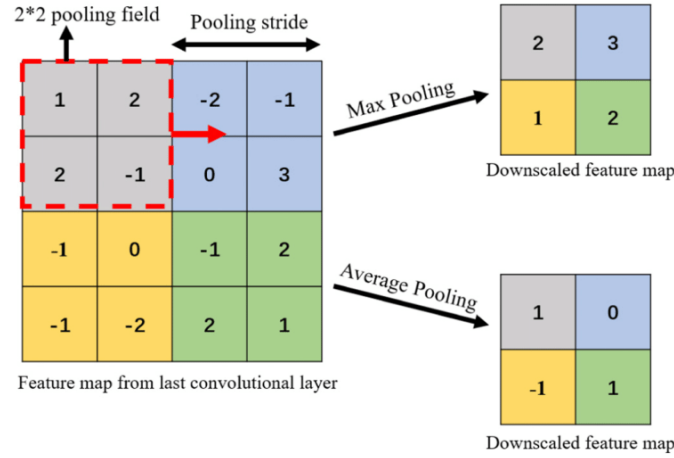 2*2 pooling field
Pooling stride
1 2 -2 -1
2 -1 0 3
-1 0 -1 2
-1 -2 2 1
Feature map from last convolutional layer
Max Pooling
2 3
1 2
Downscaled feature map
Average Pooling
1 0
-1 1
Downscaled feature map